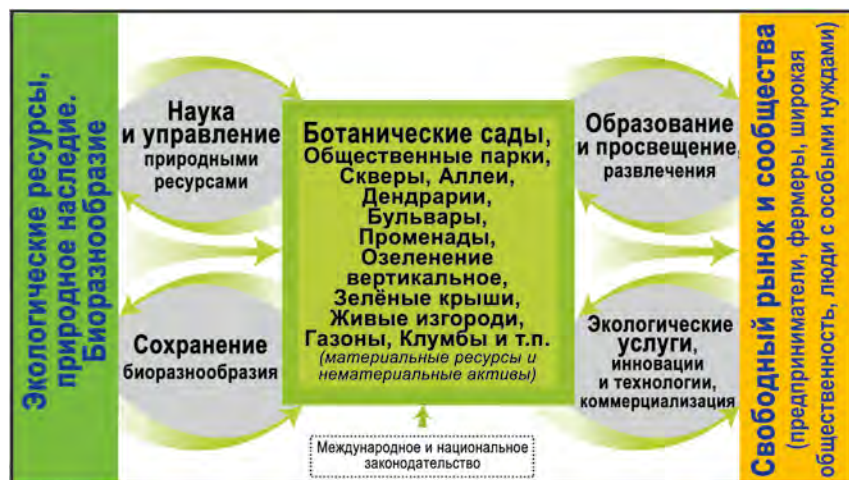 Экологические ресурсы,
природное наследие.
Биоразнообразие
Наука
и управление
природными
ресурсами
Сохранение
биоразнообразия
Ботанические сады,
Общественные парки,
Скверы, Аллеи,
Дендрарии,
Бульвары,
Променады,
Озеленение
вертикальное,
Зелёные крыши,
Живые изгороди,
Газоны, Клумбы и т.п.
(материальные ресурсы и
нематериальные активы)
Международное и национальное
законодательство
Образование
и просвещение,
развлечения
Экологические
услуги,
инновации
и технологии,
коммерциализация
Свободный рынок и сообщества
(предприниматели, фермеры, широкая
общественность, люди с особыми нуждами)